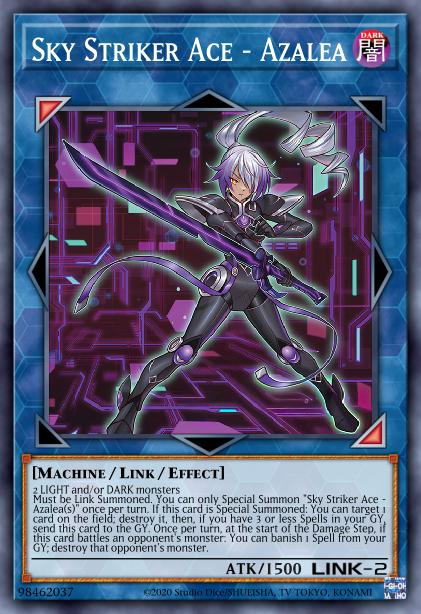 Sky Striker Ace - Azalea
DARK
闇
[Machine / Link / Effect]
2 LIGHT and/or DARK monsters
Must be Link Summoned. You can only Special Summon "Sky Striker Ace -
Azalea(s)" once per turn. If this card is Special Summoned: You can target 1
card on the field; destroy it, then, if you have 3 or less Spells in your GY,
send this card to the GY. Once per turn, at the start of the Damage Step, if
this card battles an opponent's monster: You can banish 1 Spell from your
GY; destroy that opponent's monster.
ATK/1500 LINK-2
98462037 ©2020 Studio Dice/SHUEISHA, TV TOKYO, KONAMI